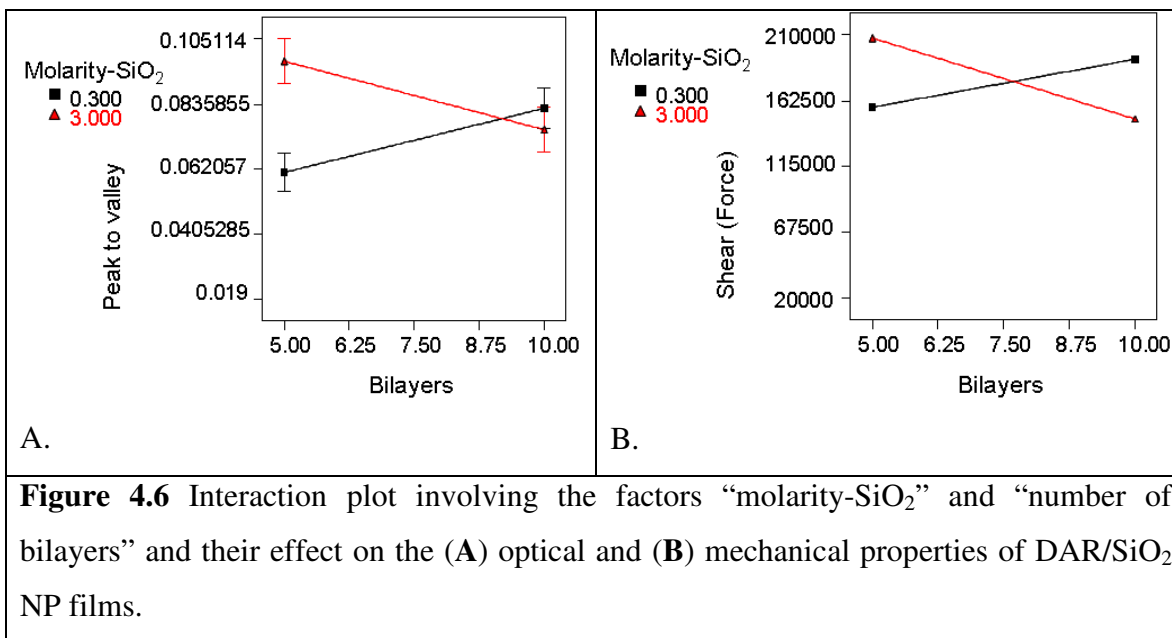 Molarity-SiO2
0.300
3.000
Peak to valley
0.105114
0.0835855
0.062057
0.0405285
0.019
5.00 6.25 7.50 8.75 10.00
Bilayers
A.
Molarity-SiO2
0.300
3.000
Shear (Force)
210000
162500
115000
67500
20000
5.00 6.25 7.50 8.75 10.00
Bilayers
B.
Figure 4.6 Interaction plot involving the factors “molarity-SiO2” and “number of
bilayers” and their effect on the (A) optical and (B) mechanical properties of DAR/SiO2
NP films.